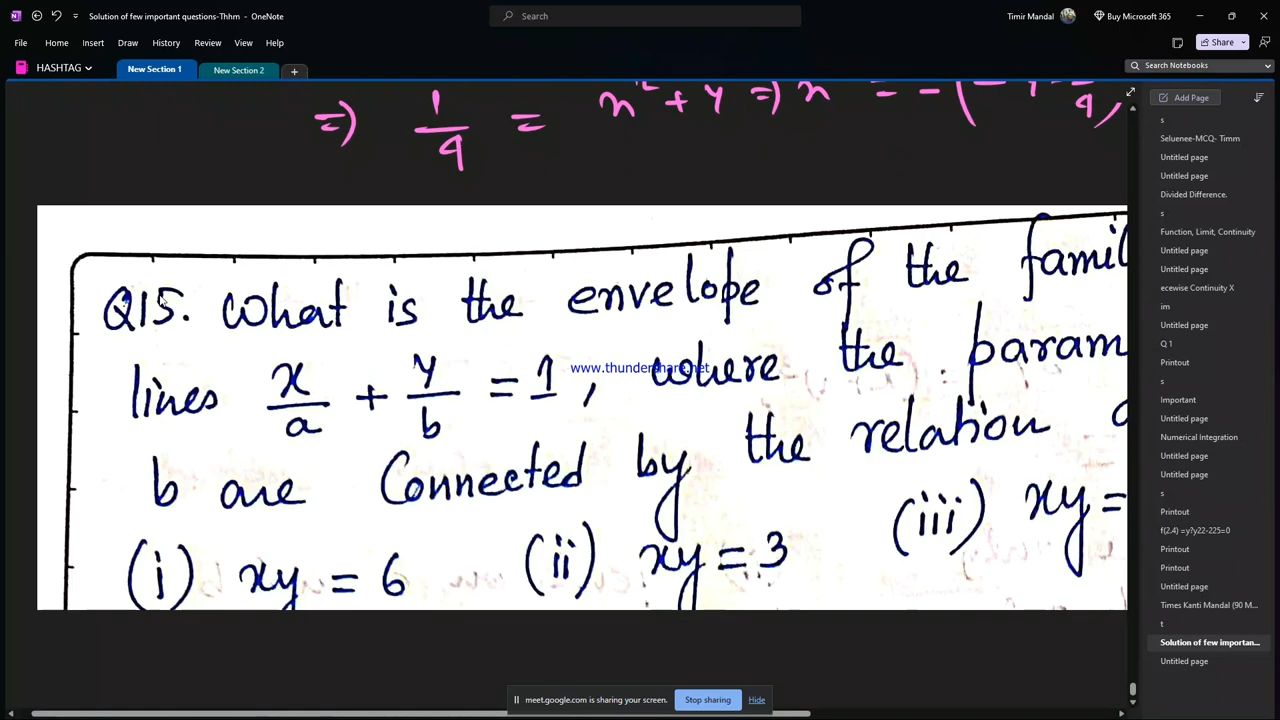 Solution of few important questions-Thhm - OneNote
Search
Timir Mandal
Buy Microsoft 365
File Home Insert Draw History Review View Help
Share
HASHTAG
New Section 1
New Section 2
+
Search Notebooks
Add Page
s
Seluenee-MCQ- Timm
Untitled page
Untitled page
Divided Difference.
s
Function, Limit, Continuity
Untitled page
Untitled page
ecewise Continuity X
im
Untitled page
Q 1
Printout
s
Important
Untitled page
Numerical Integration
Untitled page
Untitled page
s
Printout
f(2.4) =y?y22-225=0
Printout
Printout
Untitled page
Times Kanti Mandal (90 M...
t
Solution of few importan...
Untitled page
=) 1/4 = x² + y =) x = -(
Q15. What is the envelope of the famil
lines x/a + y/b = 1, where the param
www.thundershare.net
b are Connected by the relation
(i) xy = 6 (ii) xy = 3 (iii) xy =
meet.google.com is sharing your screen.
Stop sharing
Hide